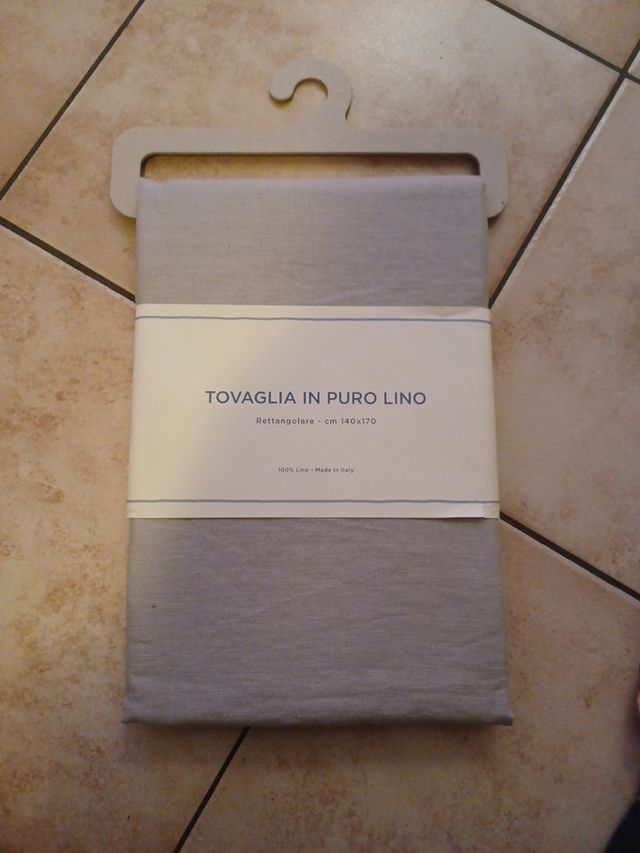 TOVAGLIA IN PURO LINO
Rettangolare - cm 140x170
100% Lino - Made in Italy